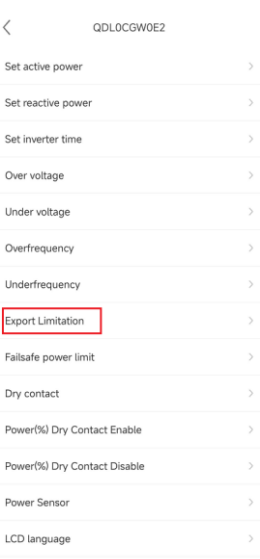 QDL0CGW0E2
Set active power
Set reactive power
Set inverter time
Over voltage
Under voltage
Overfrequency
Underfrequency
Export Limitation
Failsafe power limit
Dry contact
Power(%) Dry Contact Enable
Power(%) Dry Contact Disable
Power Sensor
LCD language